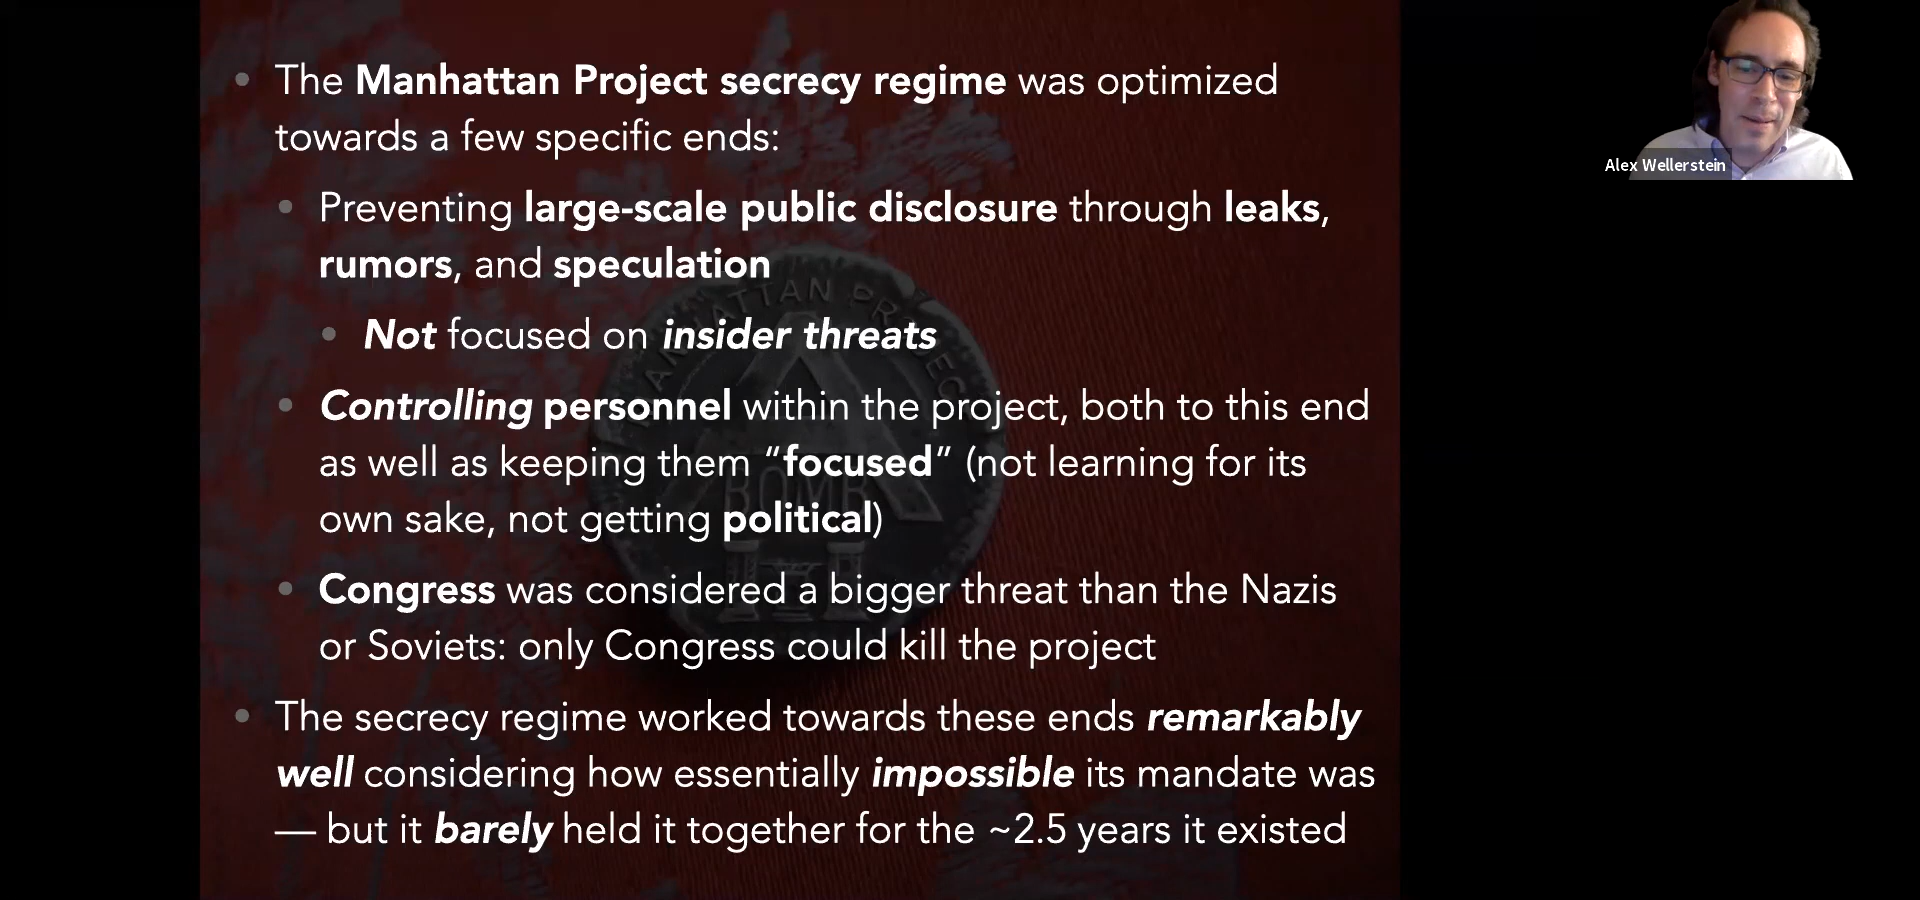 • The Manhattan Project secrecy regime was optimized
towards a few specific ends:
• Preventing large-scale public disclosure through leaks,
rumors, and speculation
• Not focused on insider threats
• Controlling personnel within the project, both to this end
as well as keeping them “focused” (not learning for its
own sake, not getting political)
• Congress was considered a bigger threat than the Nazis
or Soviets: only Congress could kill the project
• The secrecy regime worked towards these ends remarkably
well considering how essentially impossible its mandate was
— but it barely held it together for the ~2.5 years it existed
Alex Wellerstein
MANHATTAN PROJECT
A
BOMB